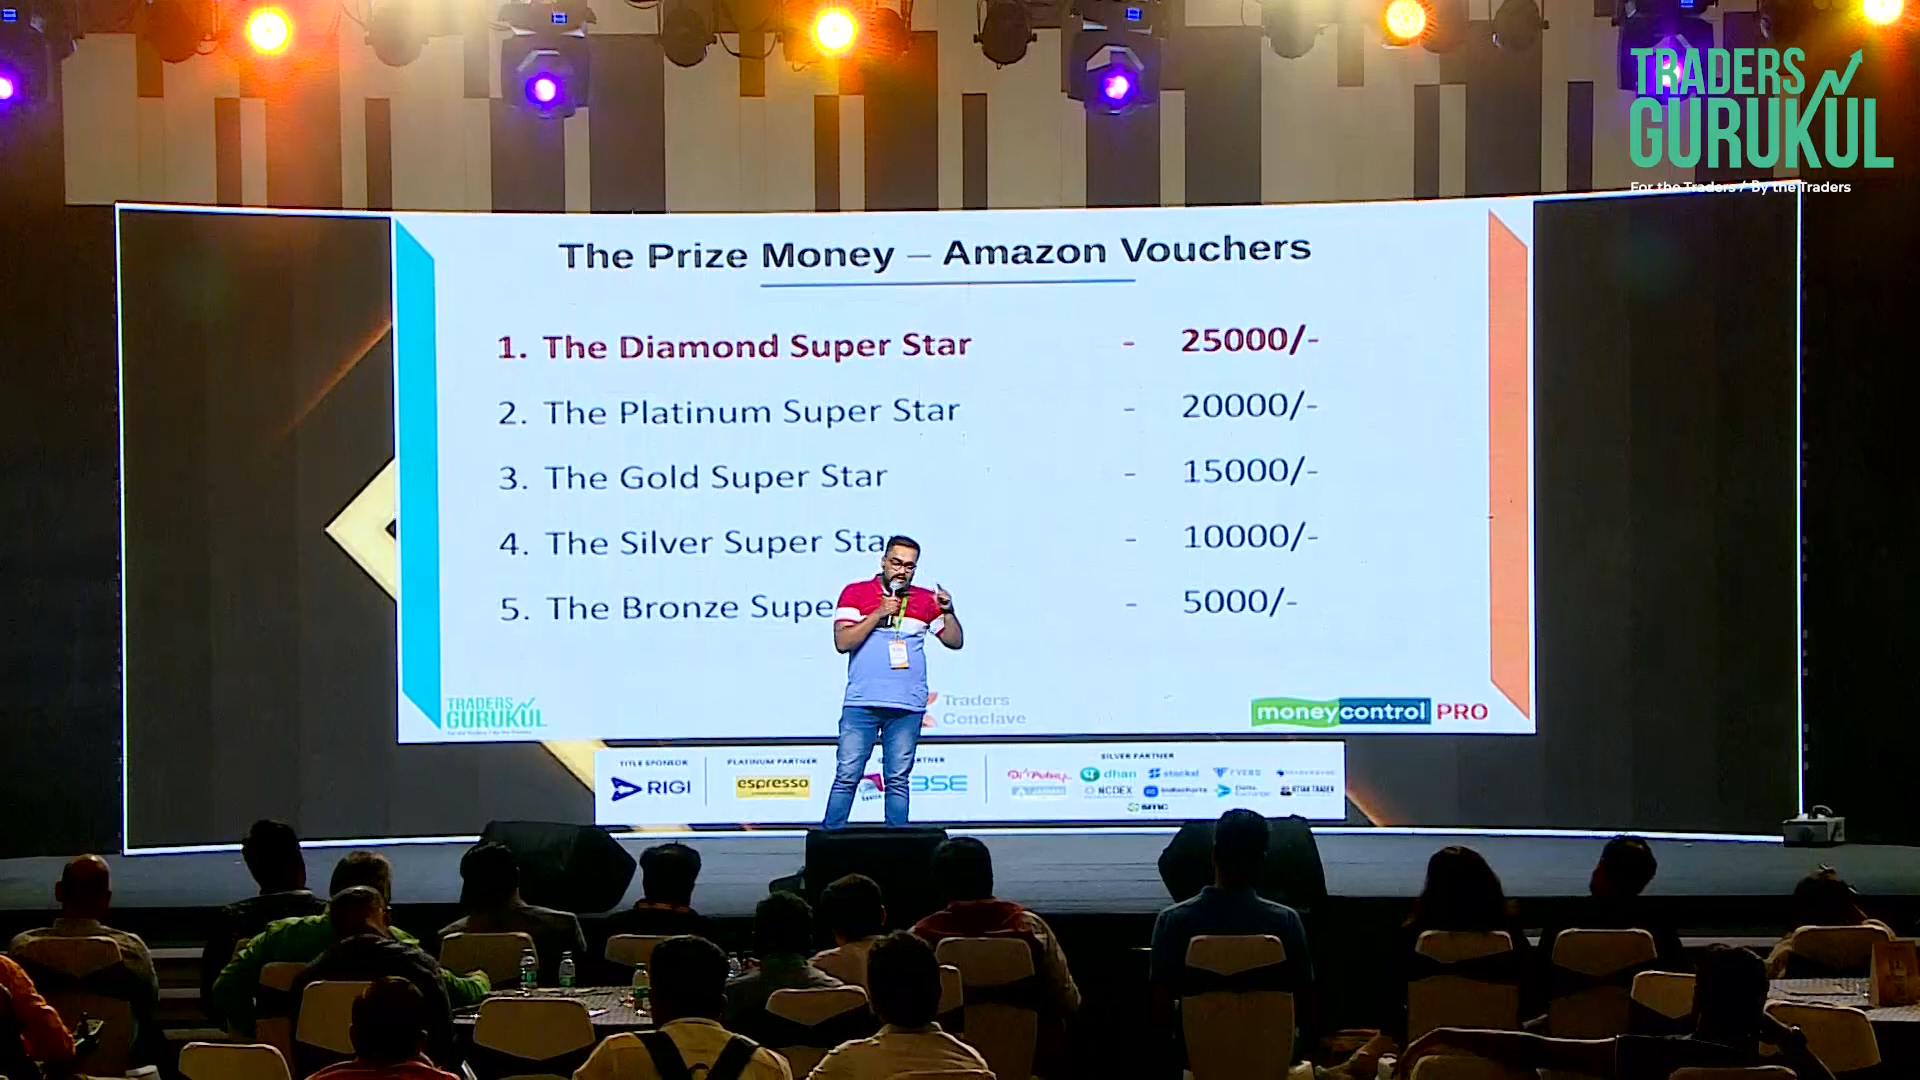 TRADERS
GURUKUL
For the Traders / By the Traders
The Prize Money – Amazon Vouchers
1. The Diamond Super Star - 25000/-
2. The Platinum Super Star - 20000/-
3. The Gold Super Star - 15000/-
4. The Silver Super Sta - 10000/-
5. The Bronze Supe - 5000/-
TRADERS
GURUKUL
Traders
Conclave
moneycontrol PRO
TITLE SPONSOR
RIGI
PLATINUM PARTNER
espresso
BSE
SILVER PARTNER
dhan
NCDEX
smc